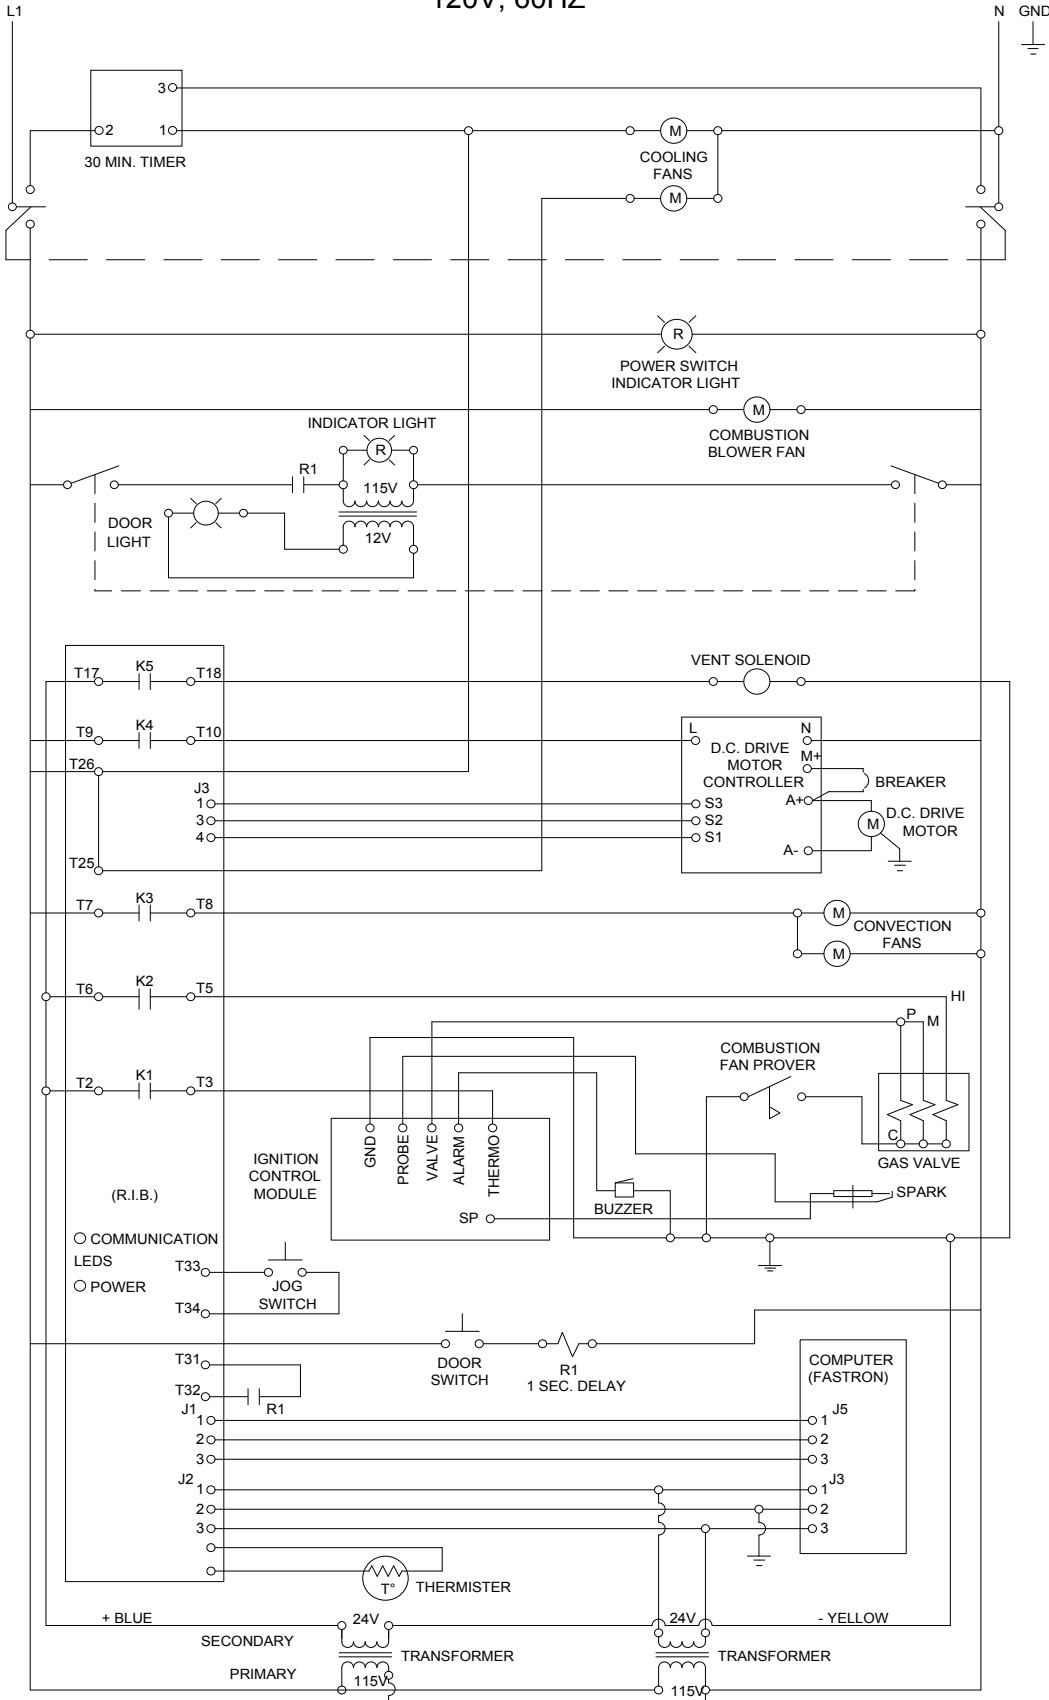 120V, 60HZ
L1
N
GND
3
2
1
30 MIN. TIMER
M
COOLING
FANS
M
R
POWER SWITCH
INDICATOR LIGHT
M
COMBUSTION
BLOWER FAN
INDICATOR LIGHT
R
R1
115V
12V
DOOR
LIGHT
VENT SOLENOID
T17
K5
T18
T9
K4
T10
T26
L
N
M+
D.C. DRIVE
MOTOR
CONTROLLER
BREAKER
J3
1
3
4
S3
S2
S1
A+
A-
M
D.C. DRIVE
MOTOR
T25
T7
K3
T8
M
CONVECTION
FANS
M
T6
K2
T5
HI
P
M
COMBUSTION
FAN PROVER
T2
K1
T3
C
GAS VALVE
GND
PROBE
VALVE
ALARM
THERMO
IGNITION
CONTROL
MODULE
SP
BUZZER
SPARK
(R.I.B.)
COMMUNICATION
LEDS
POWER
T33
JOG
SWITCH
T34
DOOR
SWITCH
R1
1 SEC. DELAY
T31
T32
R1
COMPUTER
(FASTRON)
J1
1
2
3
J5
1
2
3
J2
1
2
3
J3
1
2
3
T°
THERMISTER
+ BLUE
24V
24V
- YELLOW
SECONDARY
TRANSFORMER
TRANSFORMER
PRIMARY
115V
115V